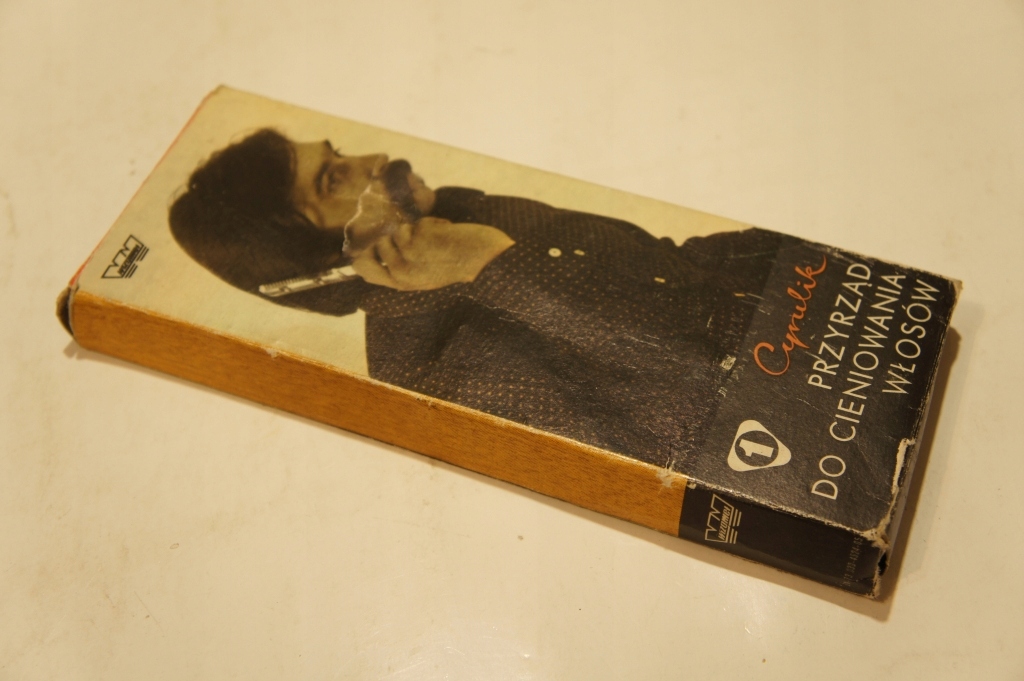 Cyrulik
PRZYRZĄD
DO CIENIOWANIA
WŁOSÓW
1